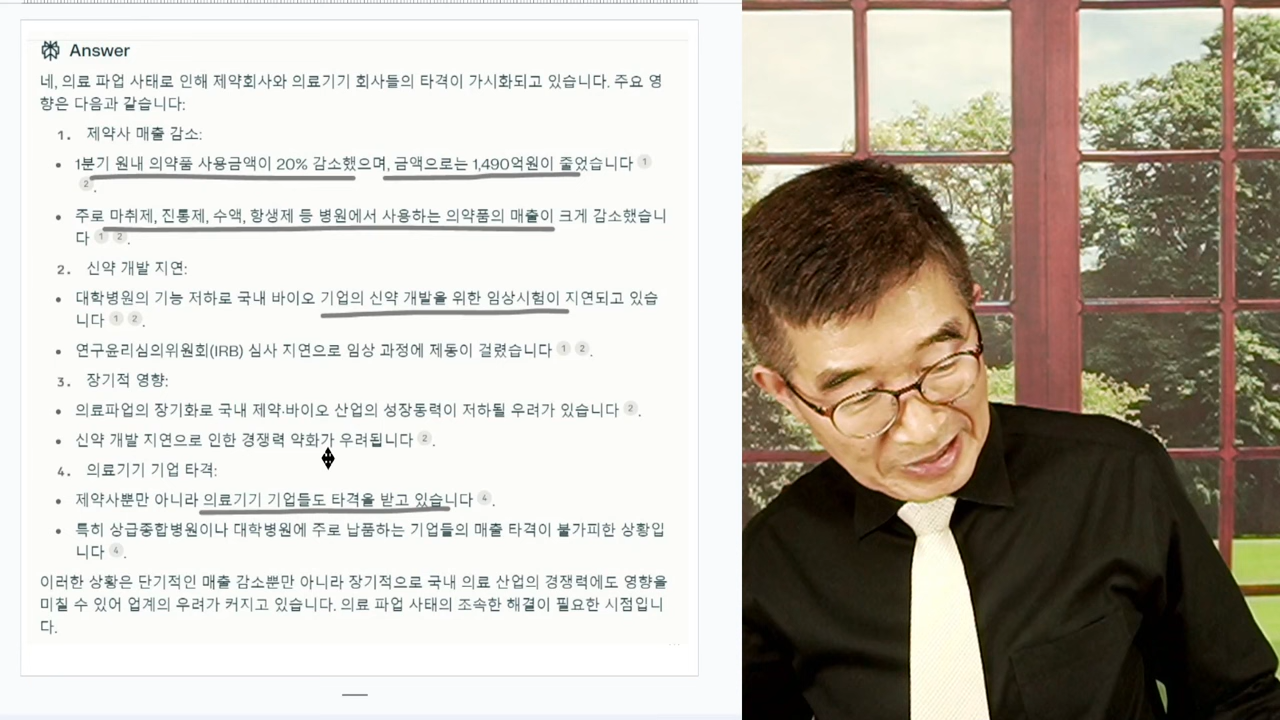 Answer
네, 의료 파업 사태로 인해 제약회사와 의료기기 회사들의 타격이 가시화되고 있습니다. 주요 영
향은 다음과 같습니다:
1. 제약사 매출 감소:
• 1분기 원내 의약품 사용금액이 20% 감소했으며, 금액으로는 1,490억원이 줄었습니다 1
2.
• 주로 마취제, 진통제, 수액, 항생제 등 병원에서 사용하는 의약품의 매출이 크게 감소했습니
다 1 2.
2. 신약 개발 지연:
• 대학병원의 기능 저하로 국내 바이오 기업의 신약 개발을 위한 임상시험이 지연되고 있습
니다 1 2.
• 연구윤리심의위원회(IRB) 심사 지연으로 임상 과정에 제동이 걸렸습니다 1 2.
3. 장기적 영향:
• 의료파업의 장기화로 국내 제약·바이오 산업의 성장동력이 저하될 우려가 있습니다 2.
• 신약 개발 지연으로 인한 경쟁력 약화가 우려됩니다 2.
4. 의료기기 기업 타격:
• 제약사뿐만 아니라 의료기기 기업들도 타격을 받고 있습니다 4.
• 특히 상급종합병원이나 대학병원에 주로 납품하는 기업들의 매출 타격이 불가피한 상황입
니다 4.
이러한 상황은 단기적인 매출 감소뿐만 아니라 장기적으로 국내 의료 산업의 경쟁력에도 영향을
미칠 수 있어 업계의 우려가 커지고 있습니다. 의료 파업 사태의 조속한 해결이 필요한 시점입니
다.